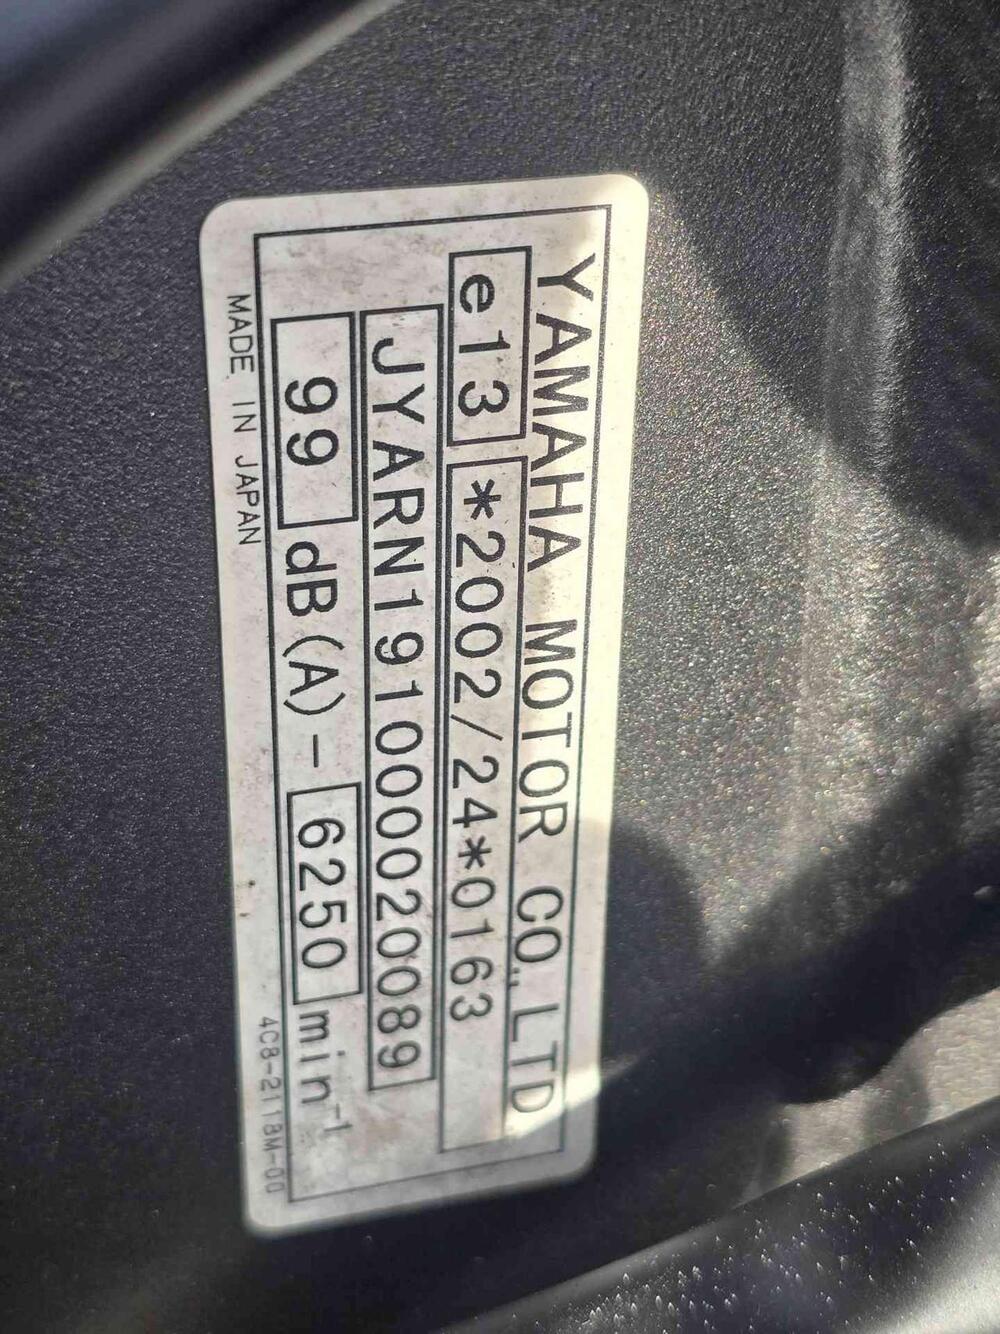 YAMAHA MOTOR CO.,LTD
e13 *2002/24*0163
JYARN191000020089
99 dB(A)-6250 min⁻¹
MADE IN JAPAN 4C8-2118M-00